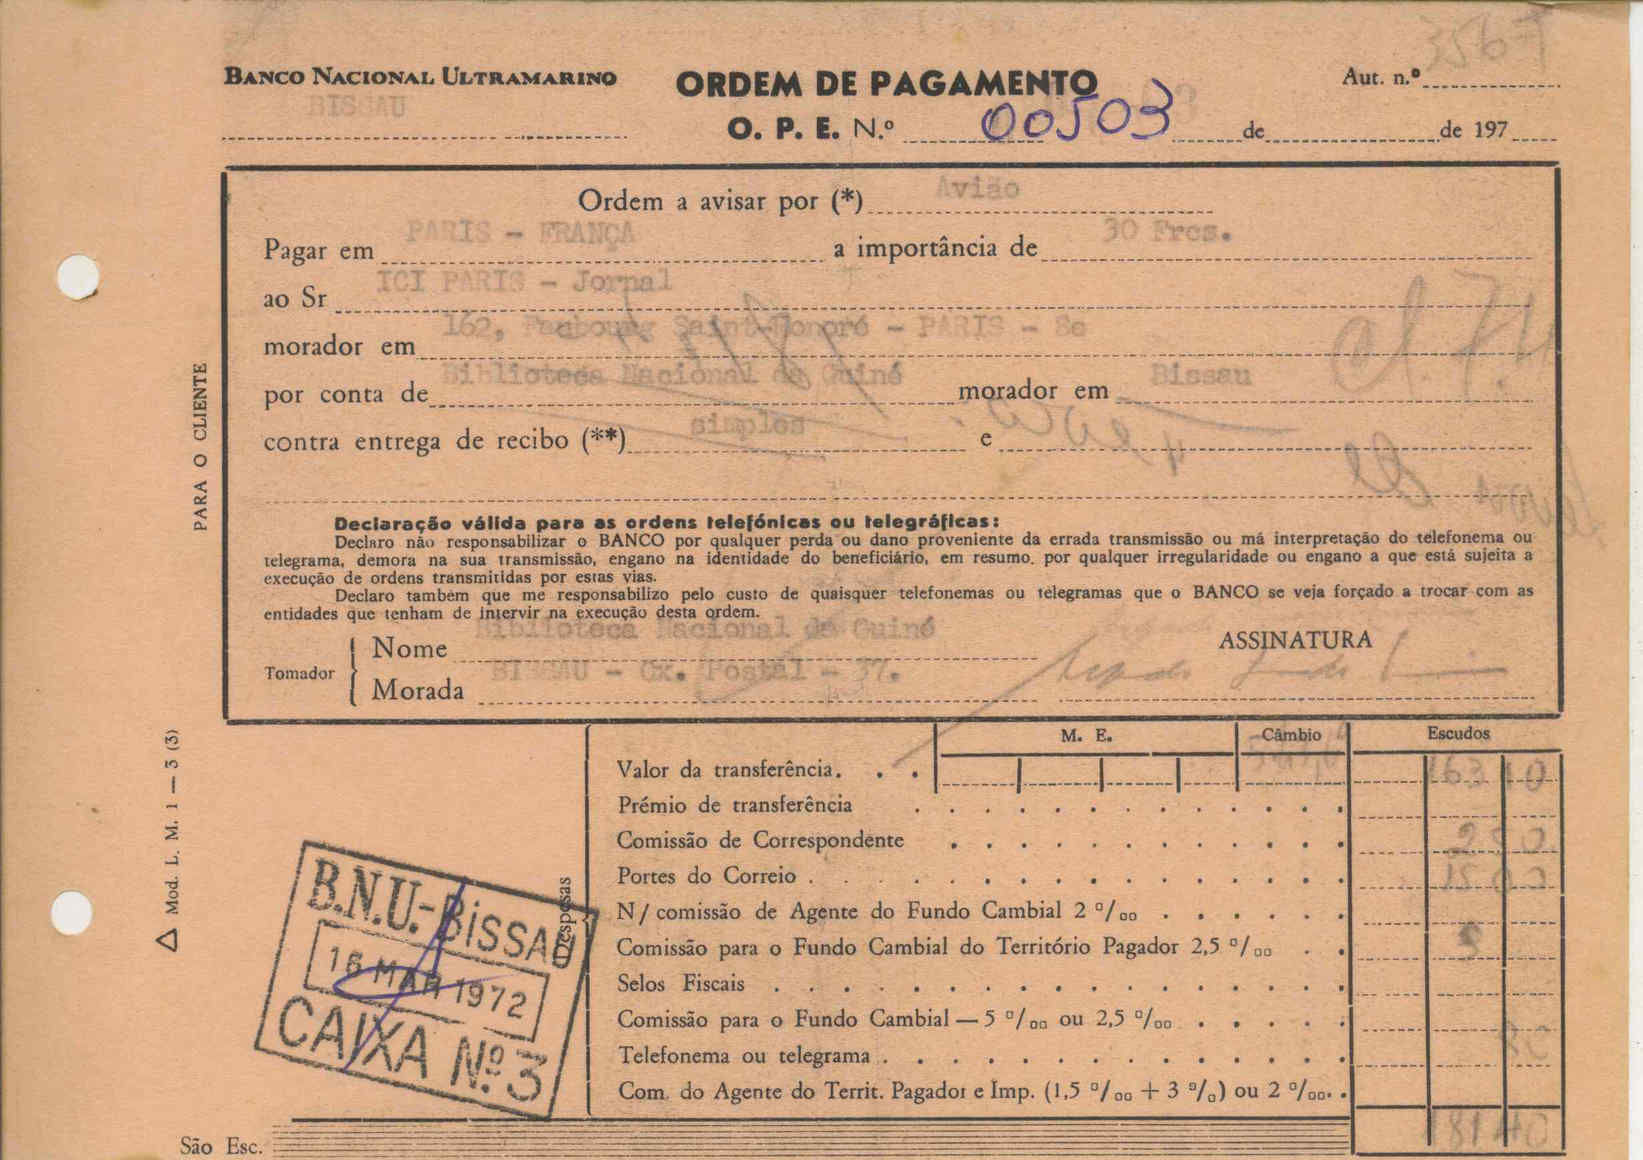 BANCO NACIONAL ULTRAMARINO
ORDEM DE PAGAMENTO
Aut. n.º
BISSAU
O. P. E. N.º 00503 de de 197
Ordem a avisar por (*) Avião
Pagar em PARIS - FRANÇA a importância de 30 Frcs.
ao Sr ICI PARIS - Jornal
morador em 162, Faubourg Saint-Honoré - PARIS - 8e
por conta de Biblioteca Nacional da Guiné morador em Bissau
contra entrega de recibo (**) simples e
Declaração válida para as ordens telefónicas ou telegráficas:
Declaro não responsabilizar o BANCO por qualquer perda ou dano proveniente da errada transmissão ou má interpretação do telefonema ou
telegrama, demora na sua transmissão, engano na identidade do beneficiário, em resumo, por qualquer irregularidade ou engano a que está sujeita a
execução de ordens transmitidas por estas vias.
Declaro também que me responsabilizo pelo custo de quaisquer telefonemas ou telegramas que o BANCO se veja forçado a trocar com as
entidades que tenham de intervir na execução desta ordem.
Tomador
Nome Biblioteca Nacional da Guiné
Morada BISSAU - Cx. Postal - 37.
ASSINATURA
PARA O CLIENTE
Mod. L. M. 1 — 3 (3)
M. E. Câmbio Escudos
Valor da transferência. . . 163 10
Prémio de transferência
Comissão de Correspondente 2 50
Portes do Correio . 15 00
N/comissão de Agente do Fundo Cambial 2 º/oo
Comissão para o Fundo Cambial do Território Pagador 2,5 º/oo
Selos Fiscais
Comissão para o Fundo Cambial — 5 º/oo ou 2,5 º/oo
Telefonema ou telegrama .
Com. do Agente do Territ. Pagador e Imp. (1,5 º/oo + 3 º/o) ou 2 º/oo.
181 40
Despesas
B.N.U.-BISSAU
16 MAR 1972
CAIXA Nº 3
São Esc.